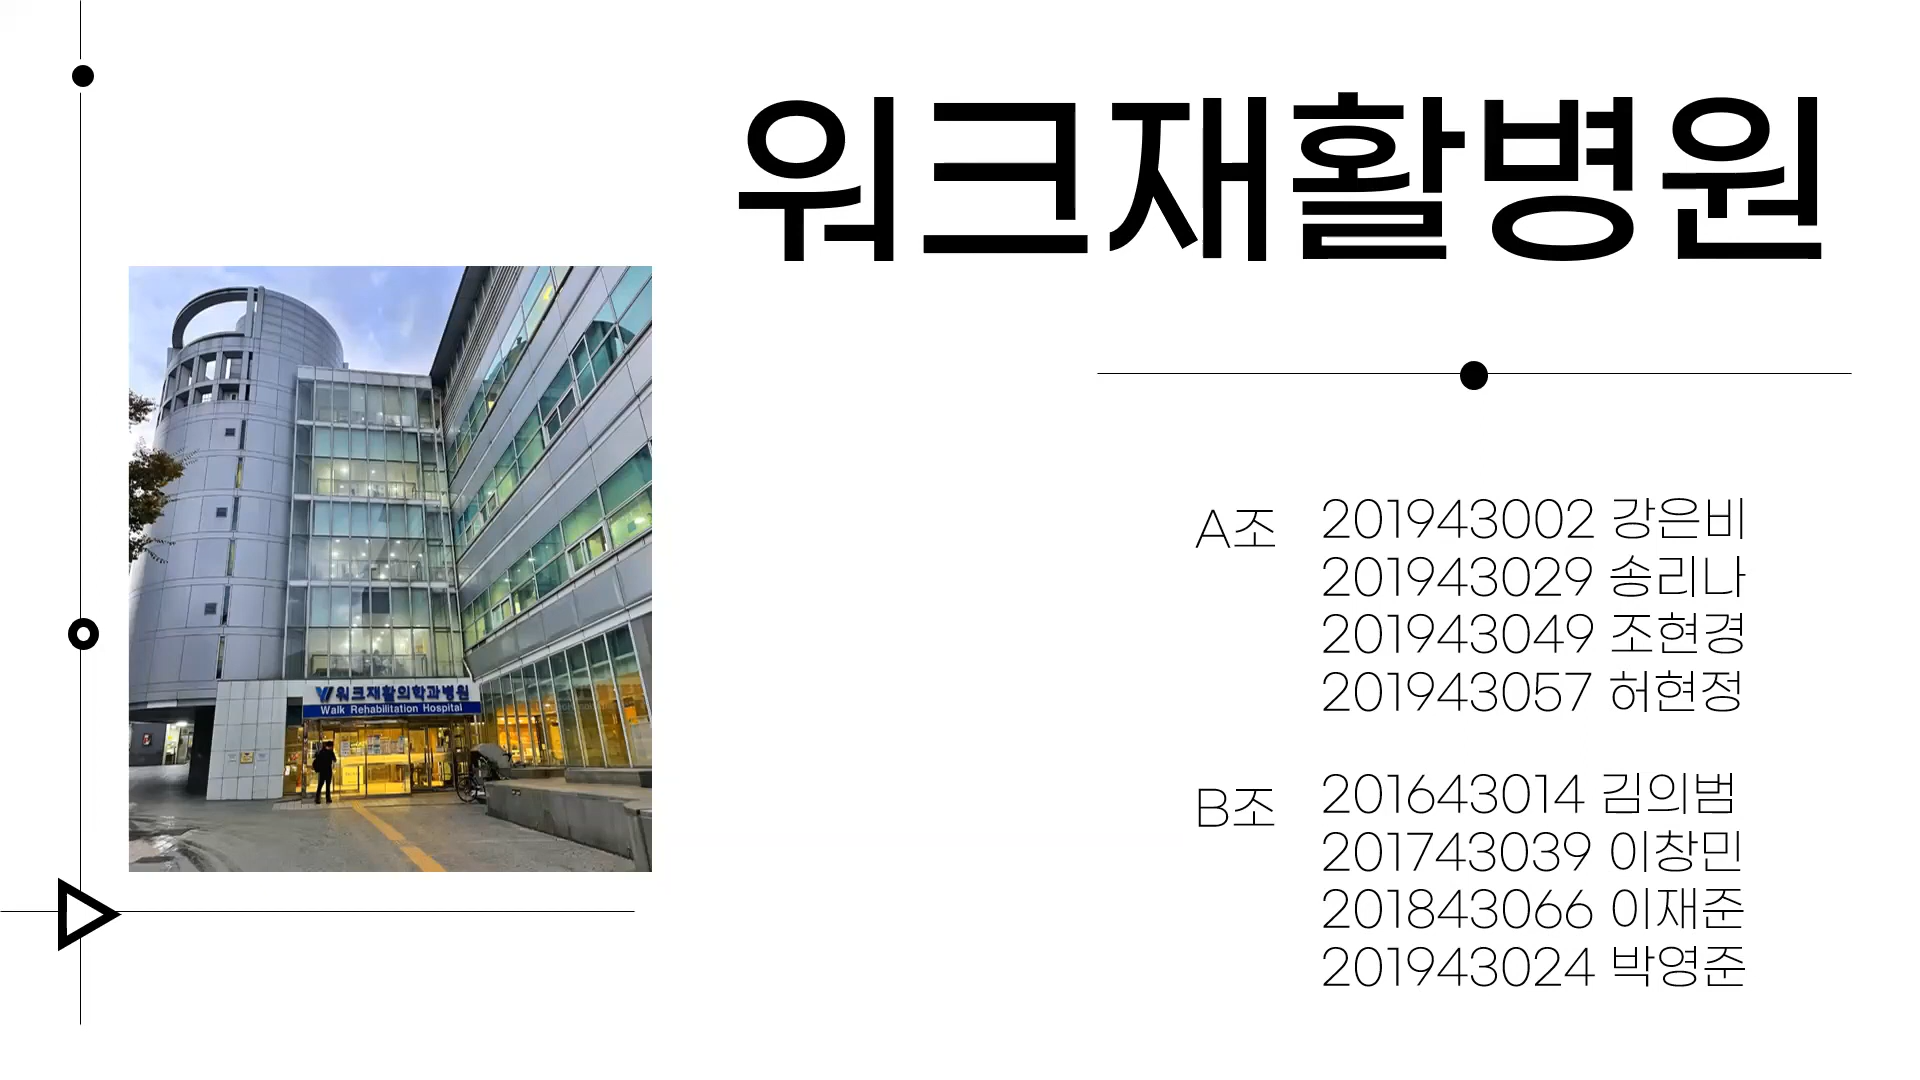 워크재활병원
워크재활의학과병원
Walk Rehabilitation Hospital
A조
201943002 강은비
201943029 송리나
201943049 조현경
201943057 허현정
B조
201643014 김의범
201743039 이창민
201843066 이재준
201943024 박영준